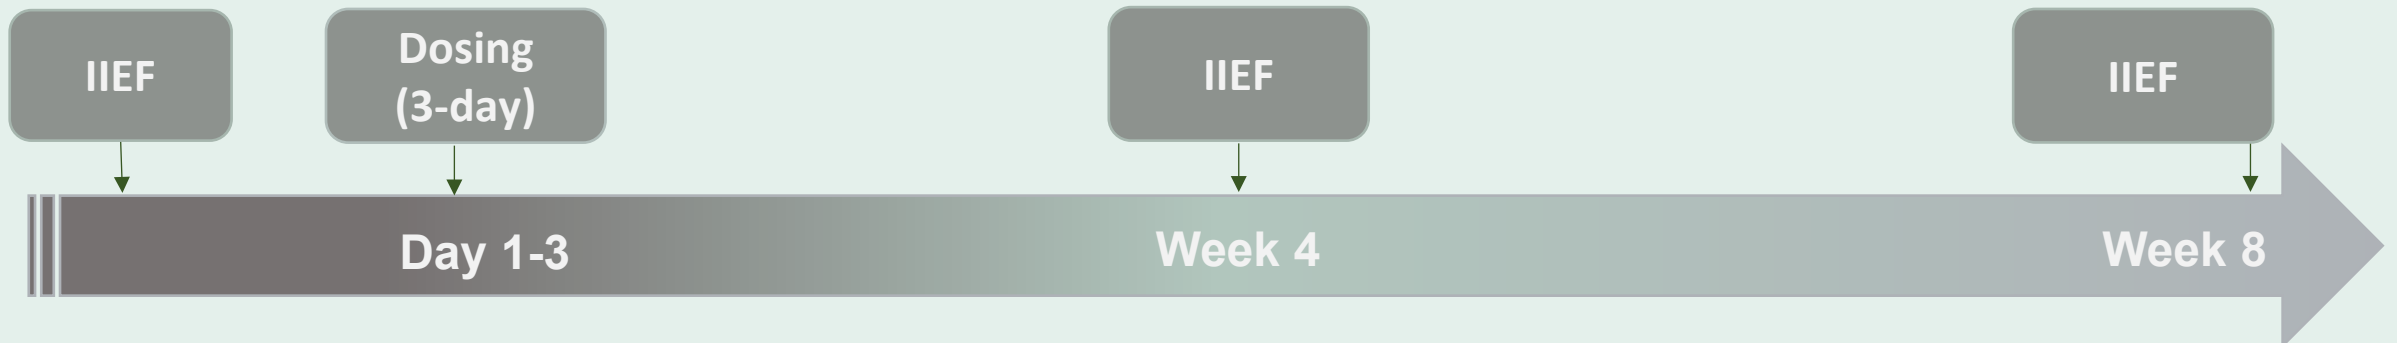 IIEF
Dosing
(3-day)
IIEF
IIEF
Day 1-3
Week 4
Week 8